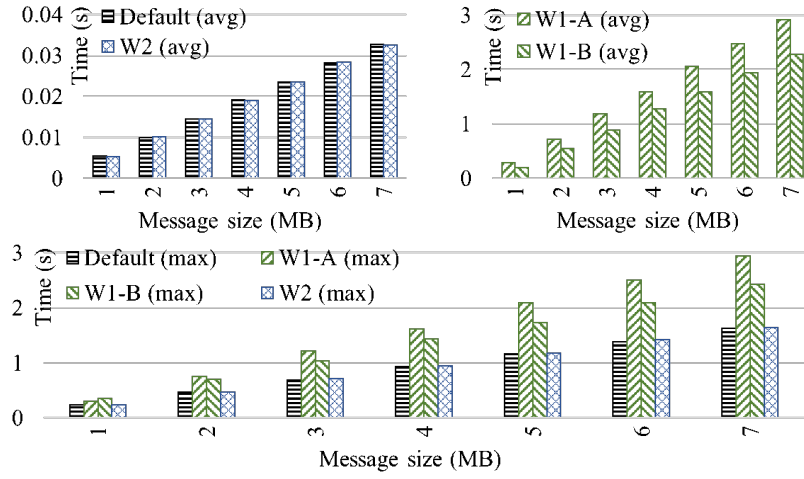 0.04
0.03
0.02
0.01
0
Time (s)
Default (avg)
W2 (avg)
1 2 3 4 5 6 7
Message size (MB)
3
2
1
0
Time (s)
W1-A (avg)
W1-B (avg)
1 2 3 4 5 6 7
Message size (MB)
3
2
1
0
Time (s)
Default (max) W1-A (max)
W1-B (max) W2 (max)
1 2 3 4 5 6 7
Message size (MB)